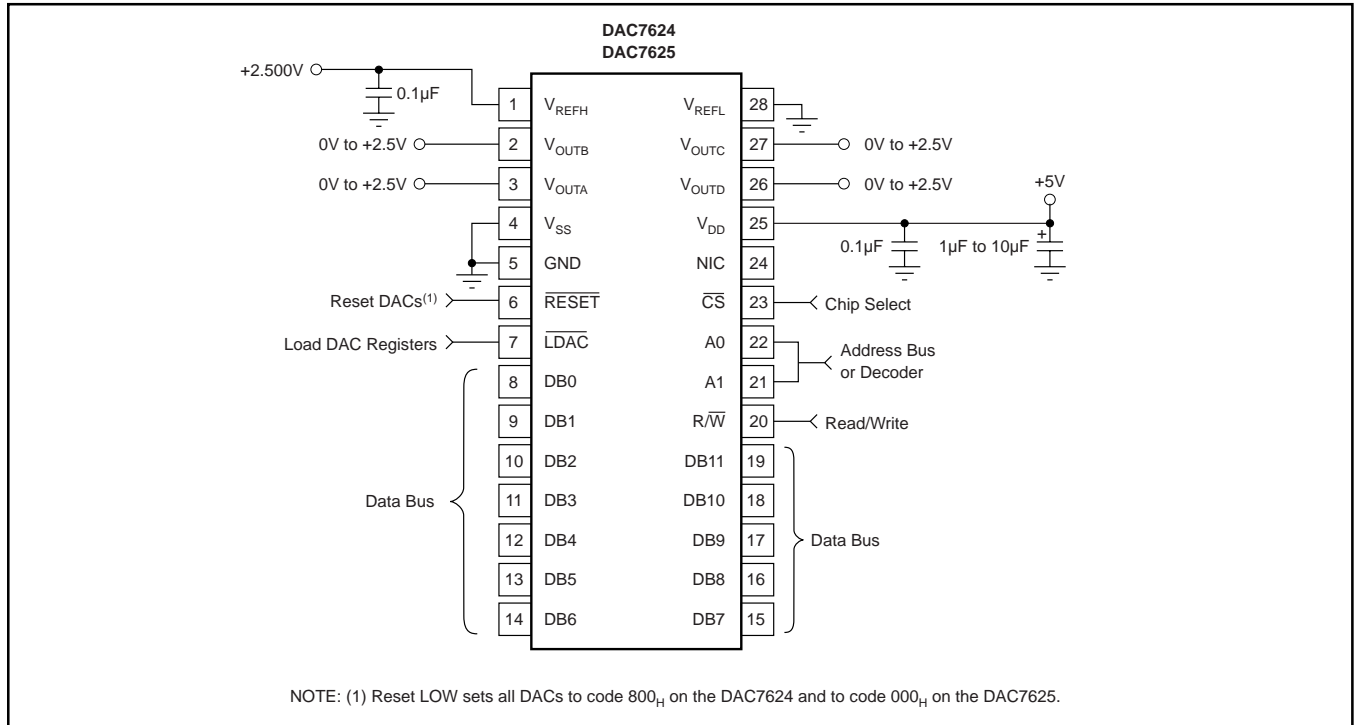 DAC7624
DAC7625
+2.500V
0.1µF
1 V_REFH
V_REFL 28
0V to +2.5V
2 V_OUTB
V_OUTC 27
0V to +2.5V
0V to +2.5V
3 V_OUTA
V_OUTD 26
0V to +2.5V
+5V
4 V_SS
V_DD 25
0.1µF
1µF to 10µF
+
5 GND
NIC 24
Reset DACs(1)
6 RESET
CS 23
Chip Select
Load DAC Registers
7 LDAC
A0 22
Address Bus
or Decoder
8 DB0
A1 21
9 DB1
R/W 20
Read/Write
10 DB2
DB11 19
Data Bus
11 DB3
DB10 18
12 DB4
DB9 17
Data Bus
13 DB5
DB8 16
14 DB6
DB7 15
NOTE: (1) Reset LOW sets all DACs to code 800H on the DAC7624 and to code 000H on the DAC7625.